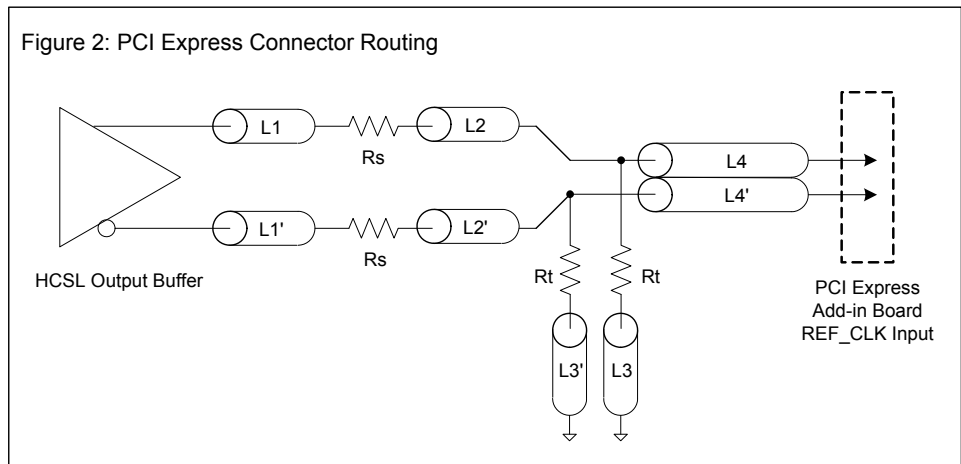 Figure 2: PCI Express Connector Routing
L1
Rs
L2
L4
L4'
L1'
Rs
L2'
HCSL Output Buffer
Rt
Rt
L3'
L3
PCI Express
Add-in Board
REF_CLK Input